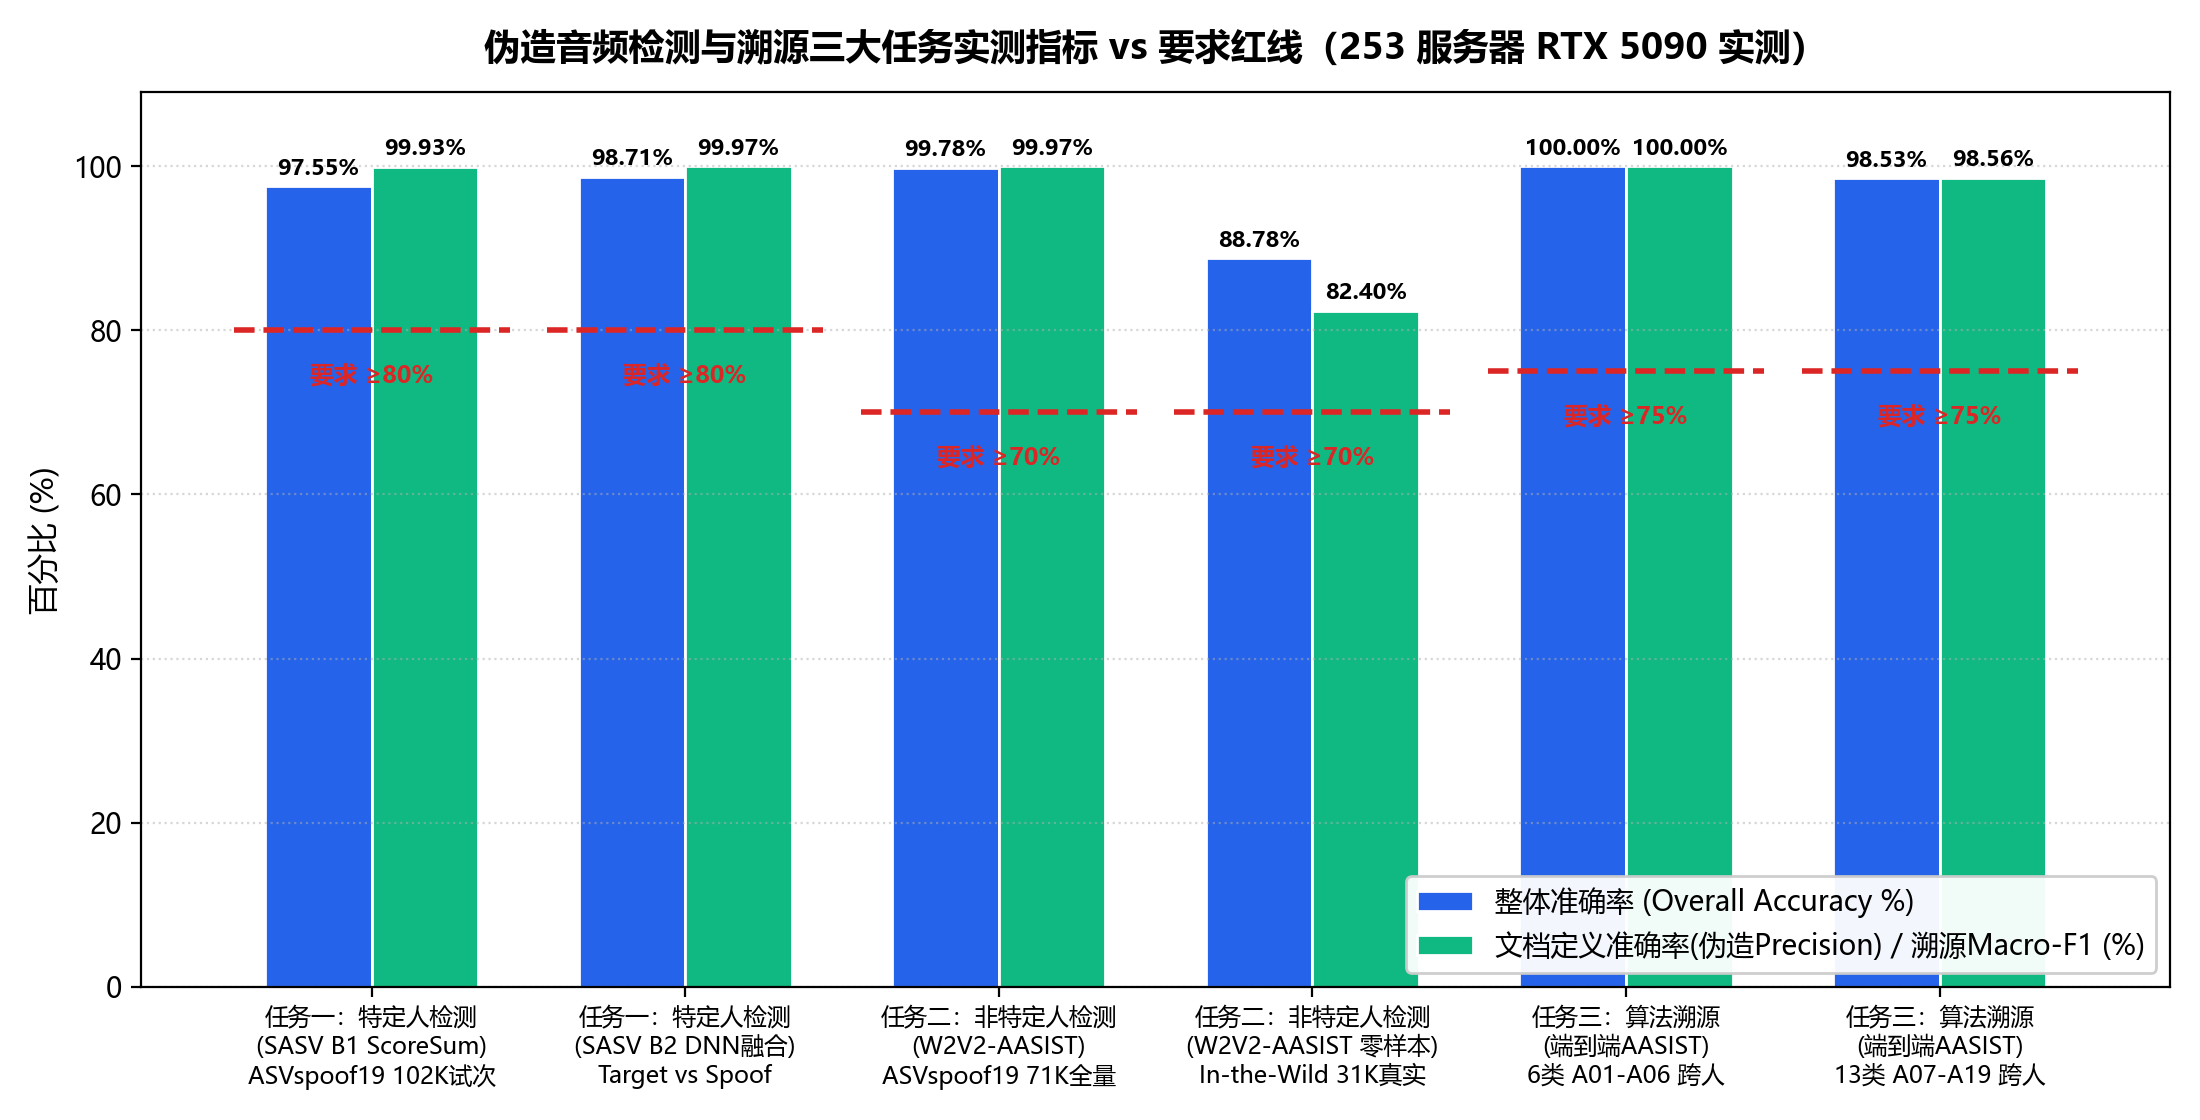 伪造音频检测与溯源三大任务实测指标 vs 要求红线（253 服务器 RTX 5090 实测）
百分比 (%)
100
80
60
40
20
0
97.55%
99.93%
98.71%
99.97%
99.78%
99.97%
88.78%
82.40%
100.00%
100.00%
98.53%
98.56%
要求 ≥80%
要求 ≥80%
要求 ≥70%
要求 ≥70%
要求 ≥75%
要求 ≥75%
整体准确率 (Overall Accuracy %)
文档定义准确率(伪造Precision) / 溯源Macro-F1 (%)
任务一：特定人检测
(SASV B1 ScoreSum)
ASVspoof19 102K试次
任务一：特定人检测
(SASV B2 DNN融合)
Target vs Spoof
任务二：非特定人检测
(W2V2-AASIST)
ASVspoof19 71K全量
任务二：非特定人检测
(W2V2-AASIST 零样本)
In-the-Wild 31K真实
任务三：算法溯源
(端到端AASIST)
6类 A01-A06 跨人
任务三：算法溯源
(端到端AASIST)
13类 A07-A19 跨人